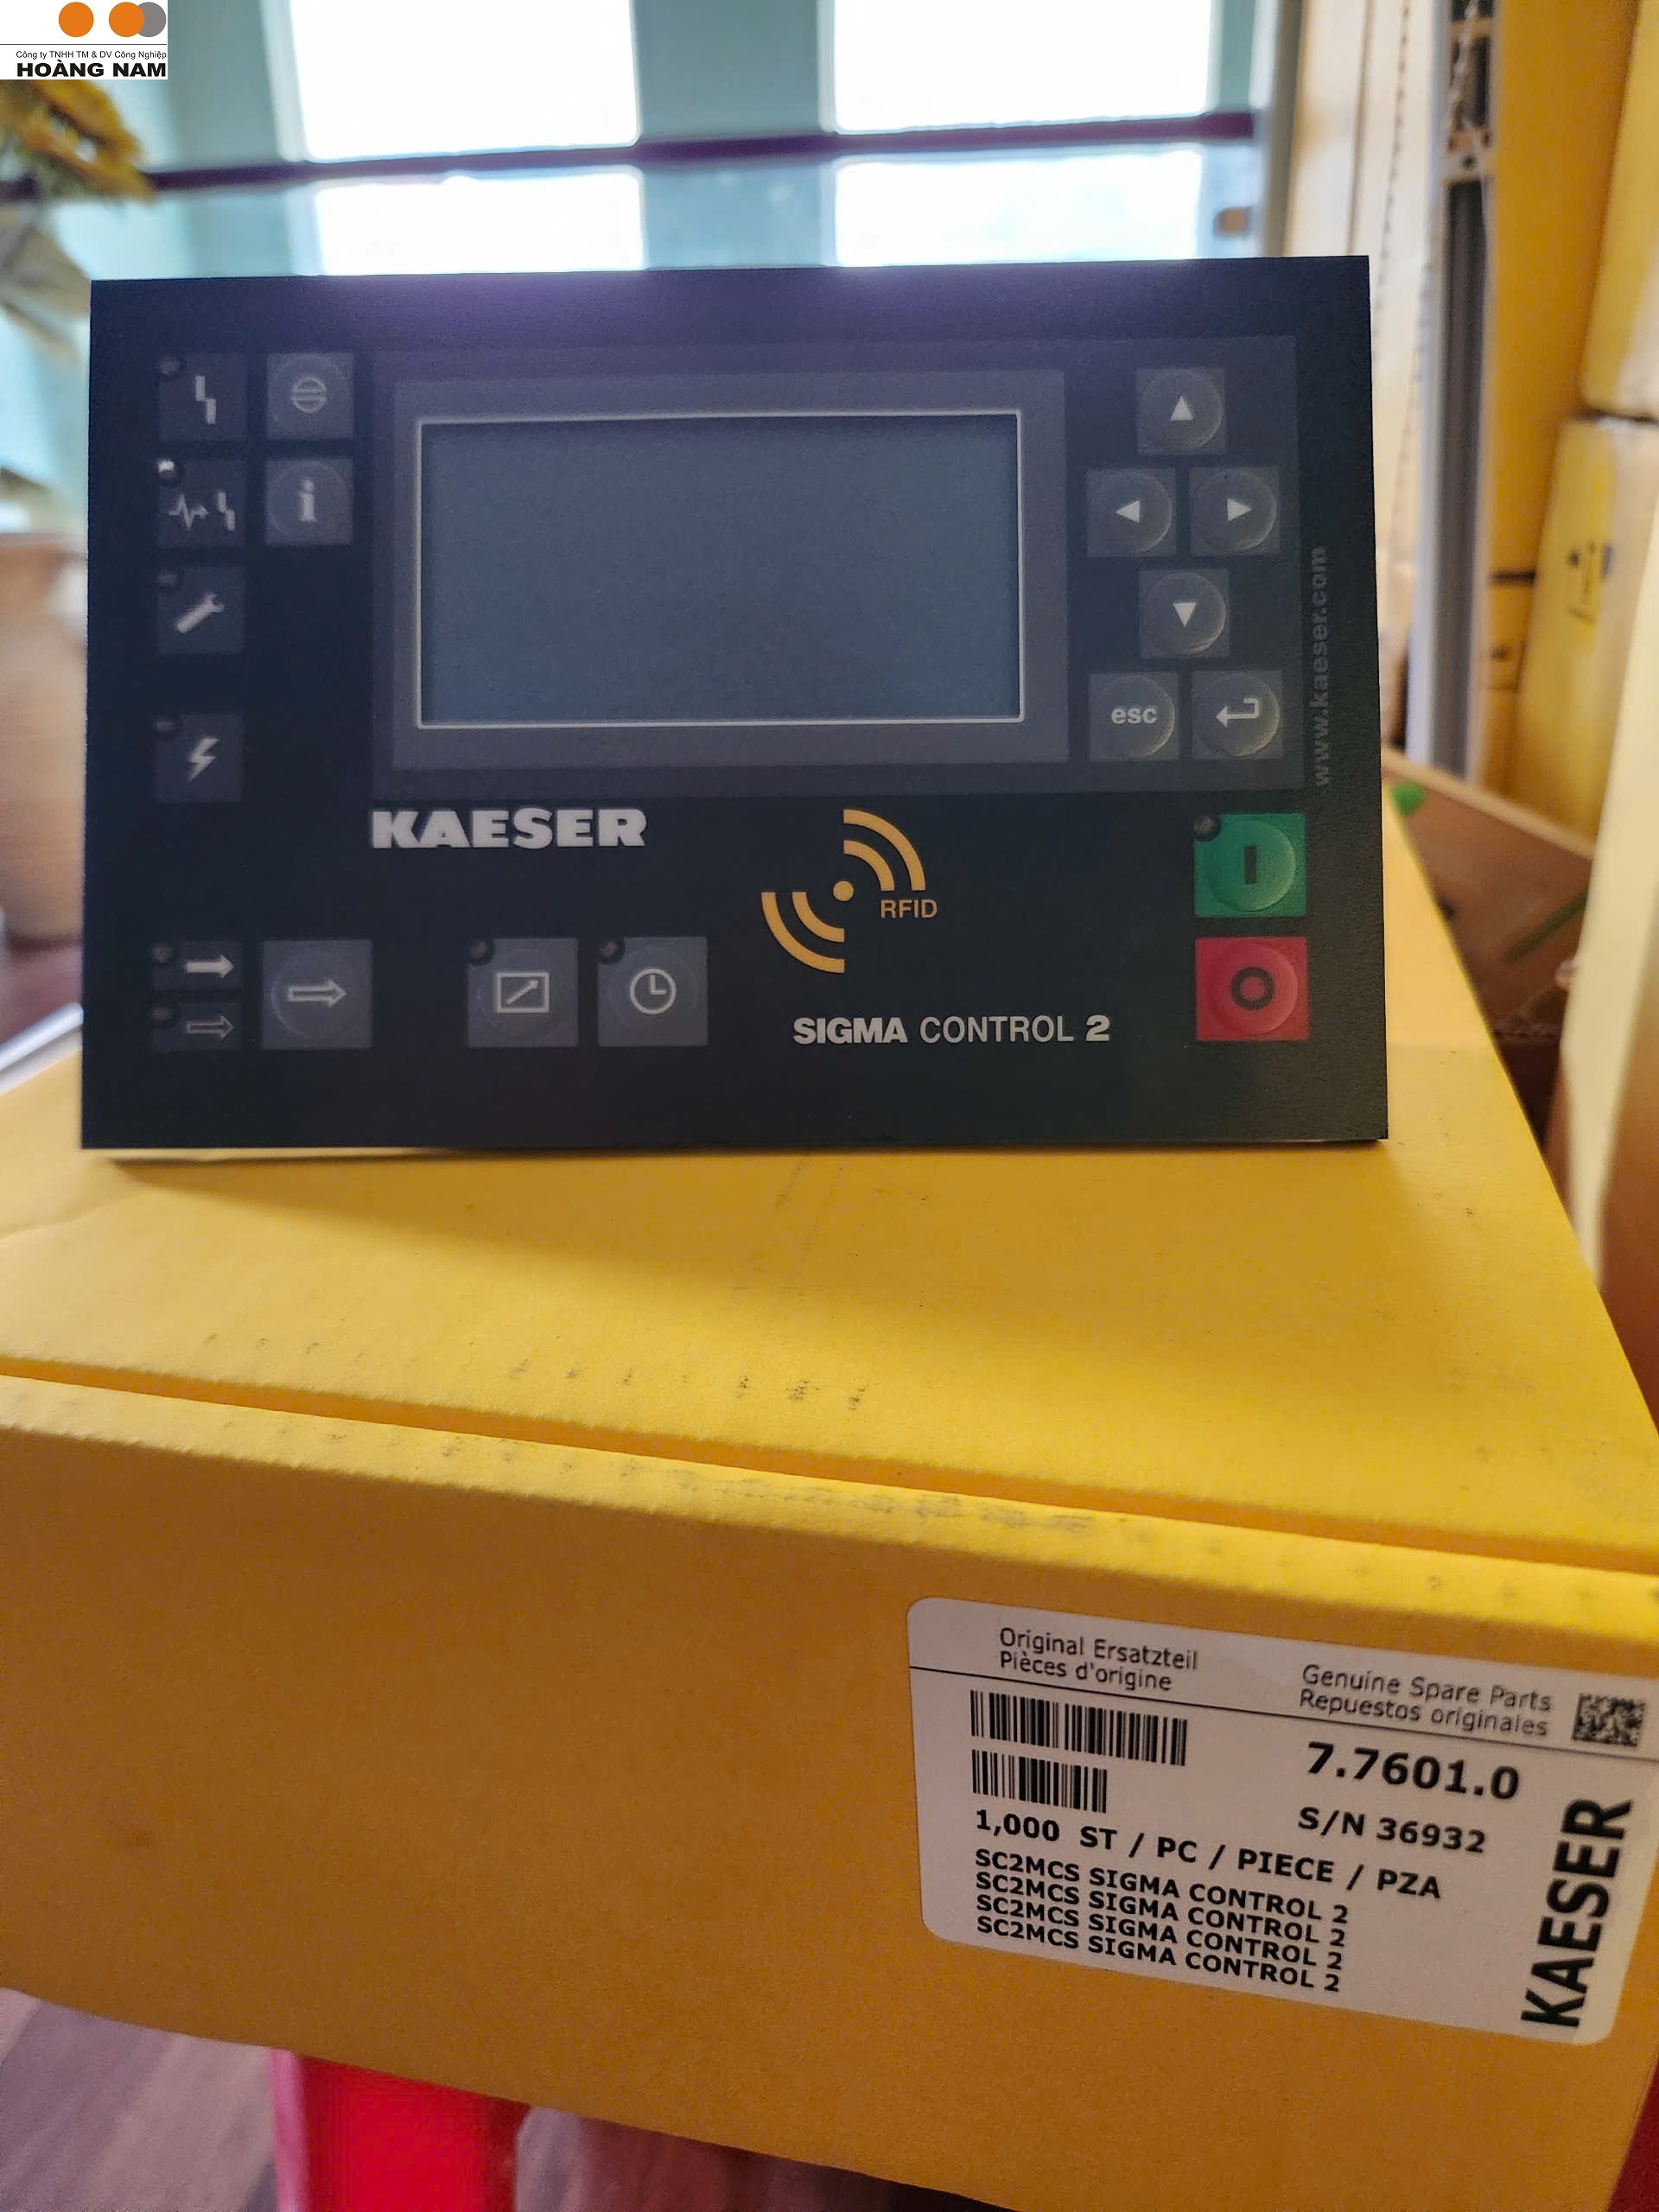 Công ty TNHH TM & DV Công Nghiệp
HOÀNG NAM
i
esc
www.kaeser.com
KAESER
RFID
SIGMA CONTROL 2
Original Ersatzteil
Pièces d'origine
Genuine Spare Parts
Repuestos originales
7.7601.0
S/N 36932
1,000 ST / PC / PIECE / PZA
SC2MCS SIGMA CONTROL 2
SC2MCS SIGMA CONTROL 2
SC2MCS SIGMA CONTROL 2
SC2MCS SIGMA CONTROL 2
KAESER